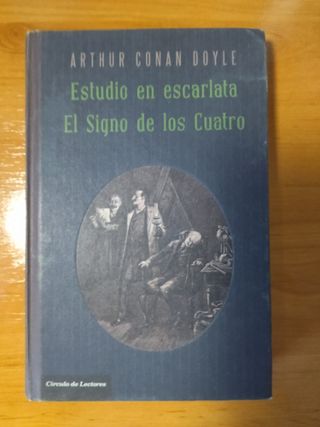 ARTHUR CONAN DOYLE
Estudio en escarlata
El Signo de los Cuatro
Círculo de Lectores